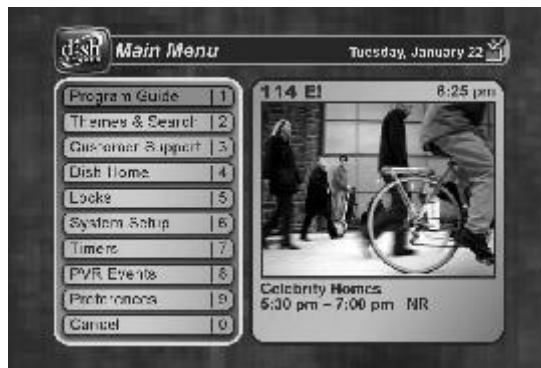 dish Main Menu
Tuesday, January 22
Program Guide | 1
Themes & Search | 2
Customer Support | 3
Dish Home | 4
Locks | 5
System Setup | 6
Timers | 7
PVR Events | 8
Preferences | 9
Cancel | 0
114 E!
6:25 pm
Celebrity Homes
5:30 pm – 7:00 pm NR